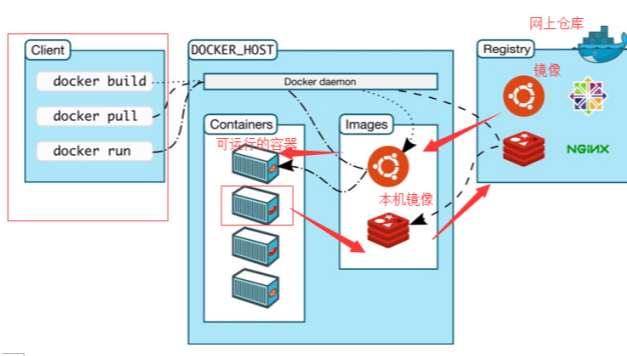 网上仓库
Client
DOCKER_HOST
Registry
docker build
Docker daemon
镜像
docker pull
Containers
Images
可运行的容器
docker run
NGINX
本机镜像